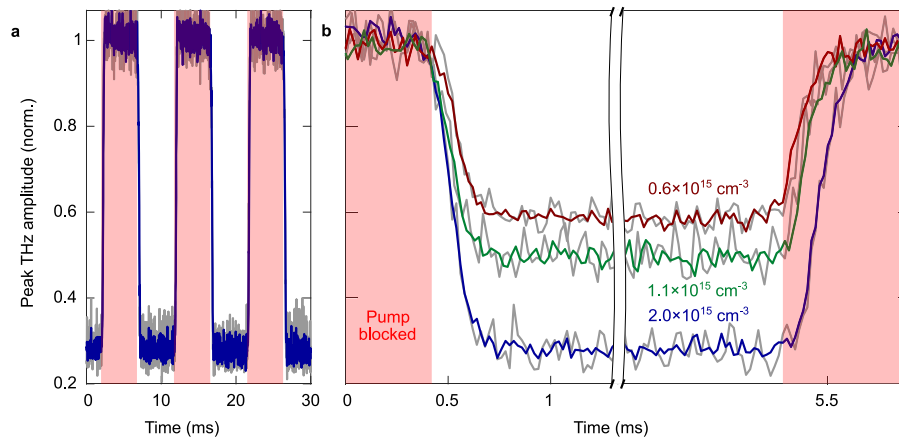 a
b
Peak THz amplitude (norm.)
1
0.8
0.6
0.4
0.2
0
10
20
30
Time (ms)
0.6×10¹⁵ cm⁻³
1.1×10¹⁵ cm⁻³
2.0×10¹⁵ cm⁻³
Pump
blocked
0
0.5
1
5.5
Time (ms)